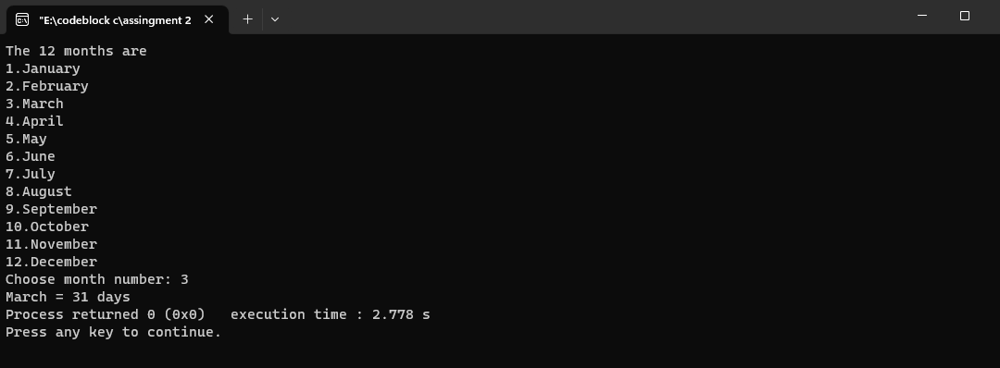 "E:\codeblock c\assingment 2
The 12 months are
1.January
2.February
3.March
4.April
5.May
6.June
7.July
8.August
9.September
10.October
11.November
12.December
Choose month number: 3
March = 31 days
Process returned 0 (0x0)   execution time : 2.778 s
Press any key to continue.